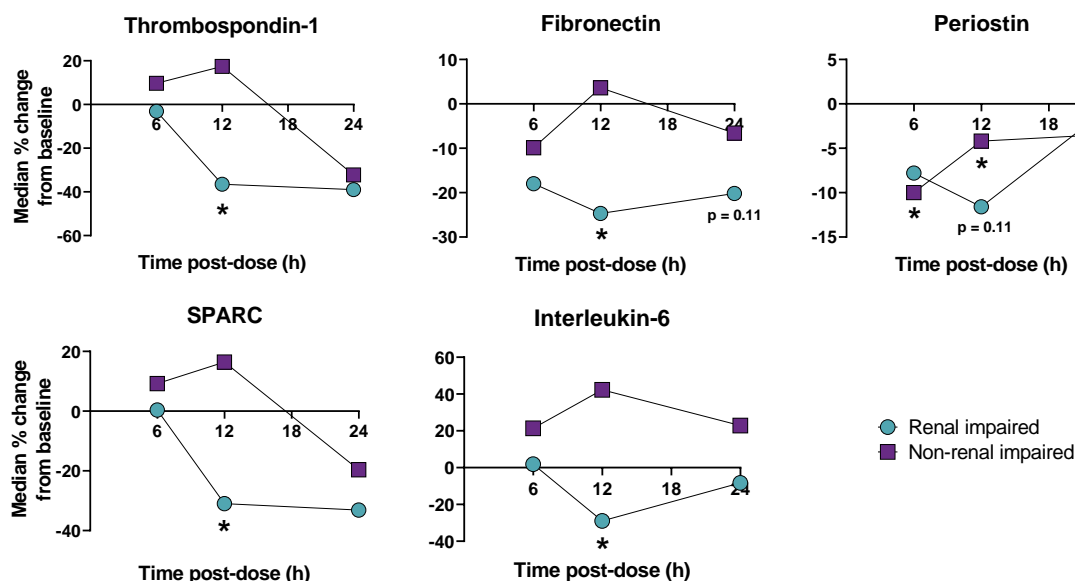 Thrombospondin-1
Median % change
from baseline
20
0
-20
-40
-60
6
12
18
24
*
Time post-dose (h)
Fibronectin
10
0
-10
-20
-30
6
12
18
24
*
p = 0.11
Time post-dose (h)
Periostin
5
0
-5
-10
-15
6
12
18
*
*
p = 0.11
Time post-dose (h)
SPARC
Median % change
from baseline
20
0
-20
-40
6
12
18
24
*
Time post-dose (h)
Interleukin-6
60
40
20
0
-20
-40
6
12
18
24
*
Time post-dose (h)
Renal impaired
Non-renal impaired